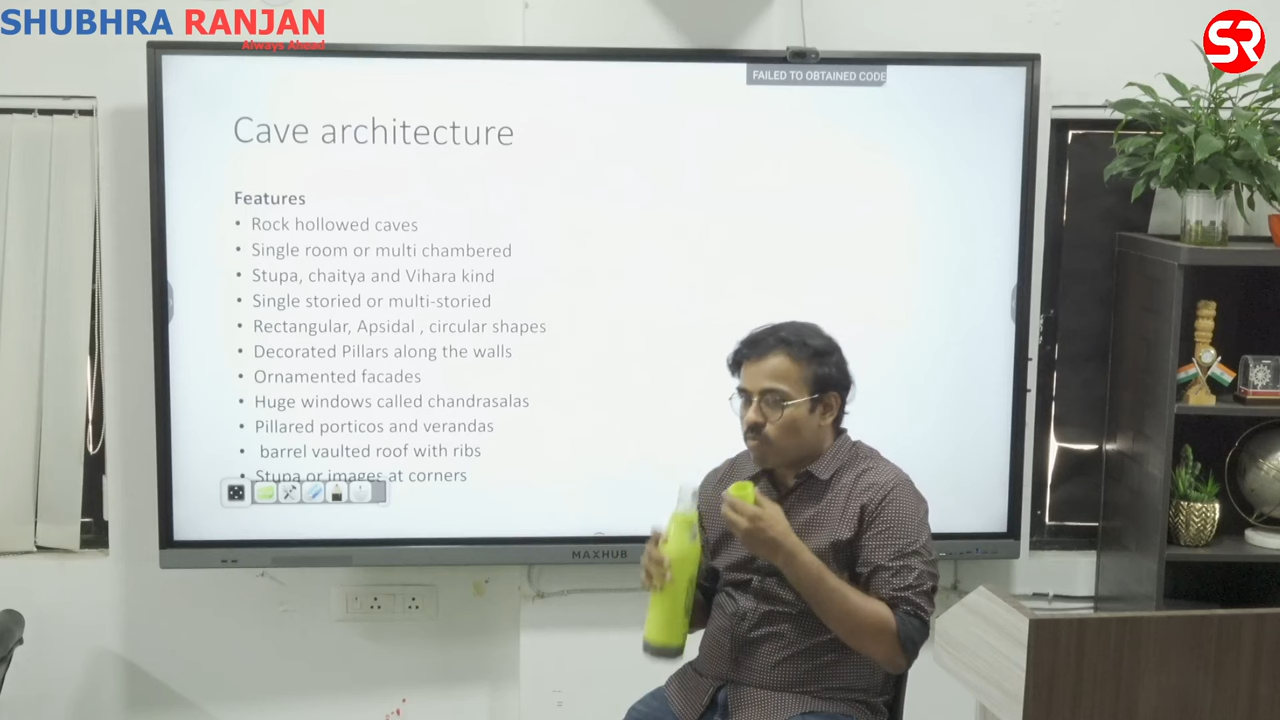 SHUBHRA RANJAN
Always Ahead
SR
FAILED TO OBTAINED CODE
Cave architecture
Features
• Rock hollowed caves
• Single room or multi chambered
• Stupa, chaitya and Vihara kind
• Single storied or multi-storied
• Rectangular, Apsidal , circular shapes
• Decorated Pillars along the walls
• Ornamented facades
• Huge windows called chandrasalas
• Pillared porticos and verandas
• barrel vaulted roof with ribs
• Stupa or images at corners
MAXHUB